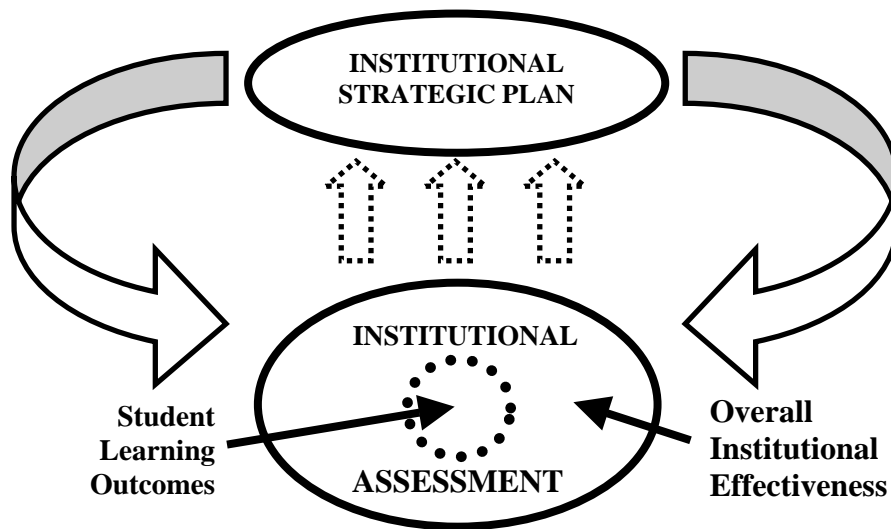 INSTITUTIONAL
STRATEGIC PLAN
INSTITUTIONAL
ASSESSMENT
Student
Learning
Outcomes
Overall
Institutional
Effectiveness